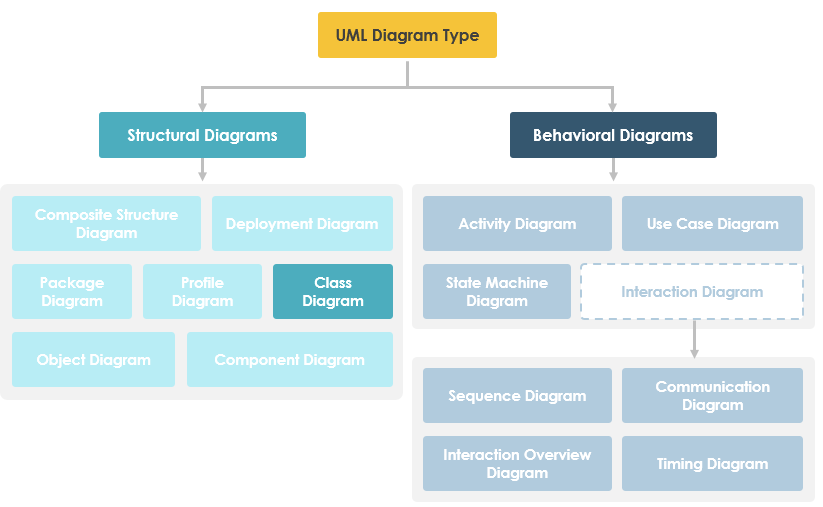 UML Diagram Type
Structural Diagrams
Behavioral Diagrams
Composite Structure
Diagram
Deployment Diagram
Package
Diagram
Profile
Diagram
Class
Diagram
Object Diagram
Component Diagram
Activity Diagram
Use Case Diagram
State Machine
Diagram
Interaction Diagram
Sequence Diagram
Communication
Diagram
Interaction Overview
Diagram
Timing Diagram